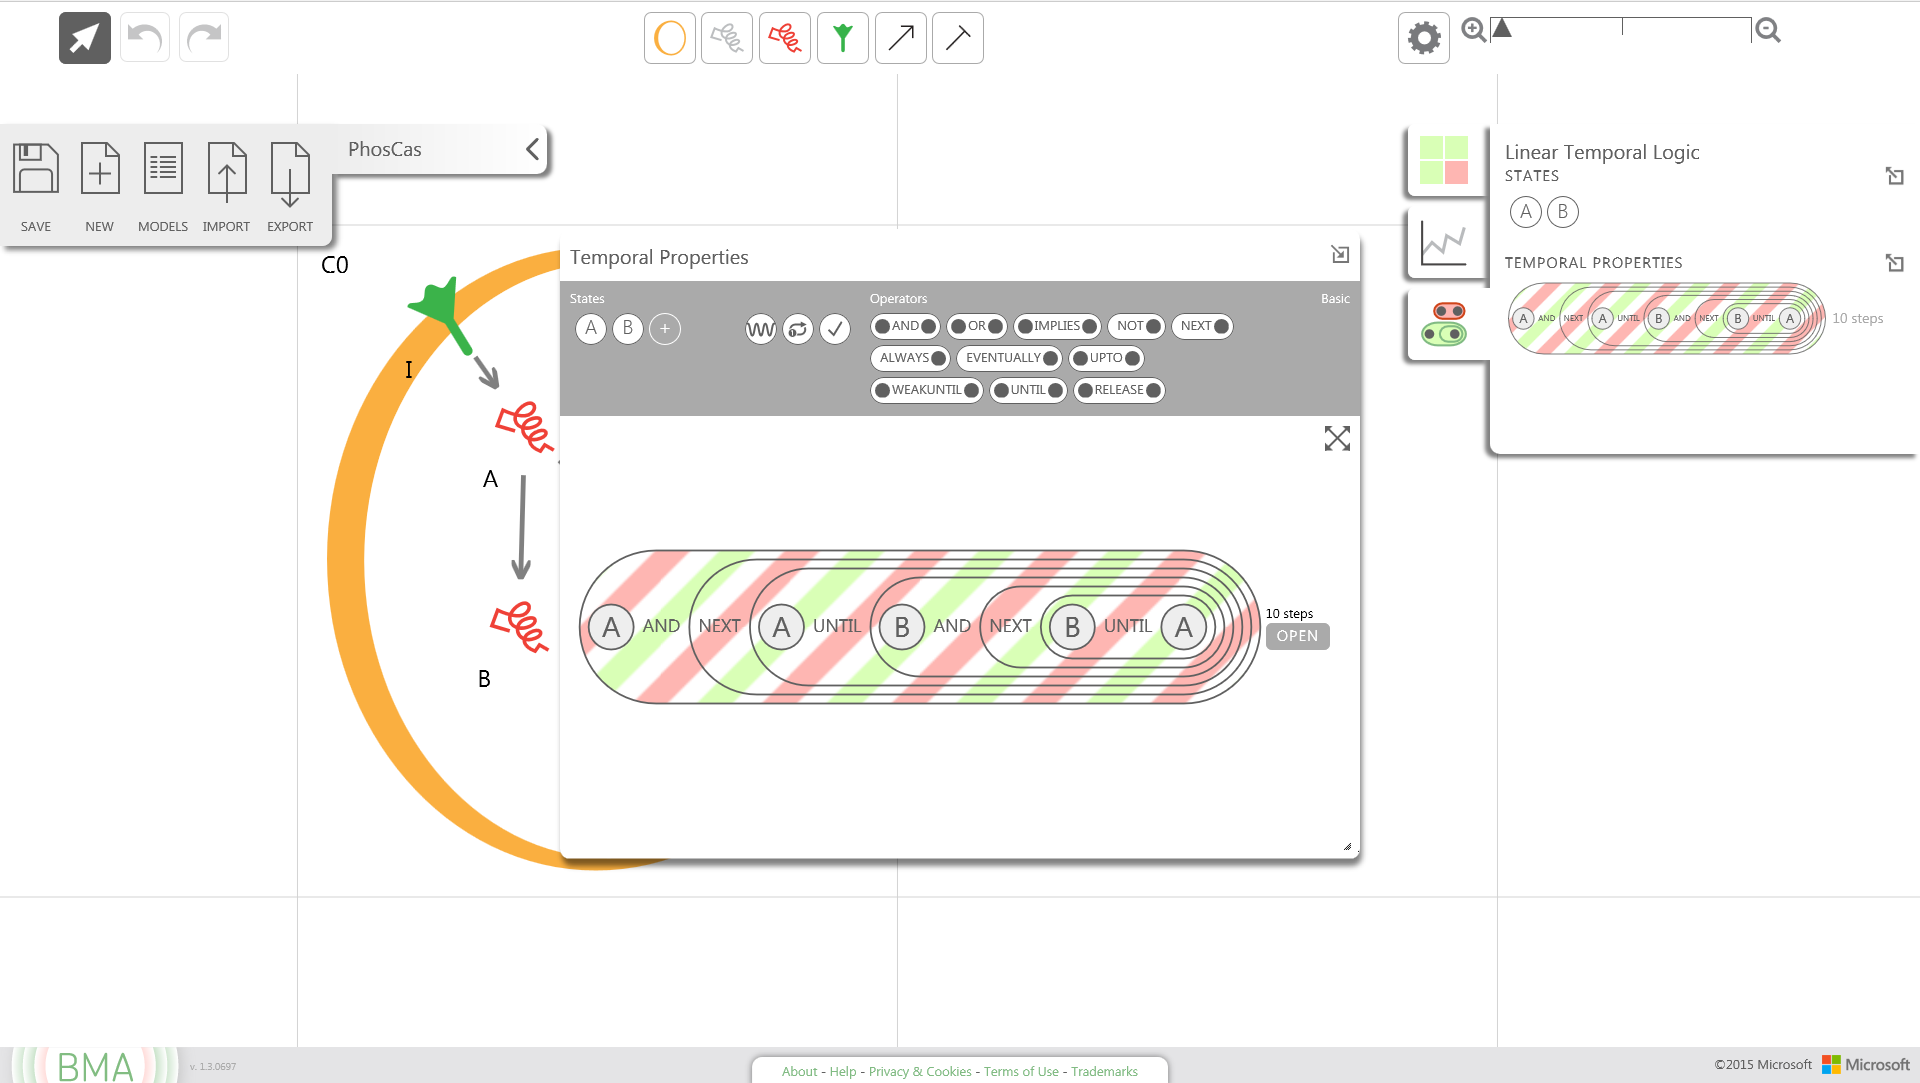 PhosCas
SAVE NEW MODELS IMPORT EXPORT
C0
I
A
B
Temporal Properties
States
A B +
Operators
Basic
AND OR IMPLIES NOT NEXT
ALWAYS EVENTUALLY UPTO
WEAKUNTIL UNTIL RELEASE
A AND NEXT A UNTIL B AND NEXT B UNTIL A
10 steps
OPEN
Linear Temporal Logic
STATES
A B
TEMPORAL PROPERTIES
A AND NEXT A UNTIL B AND NEXT B UNTIL A 10 steps
BMA
v. 1.3.0697
About - Help - Privacy & Cookies - Terms of Use - Trademarks
©2015 Microsoft Microsoft